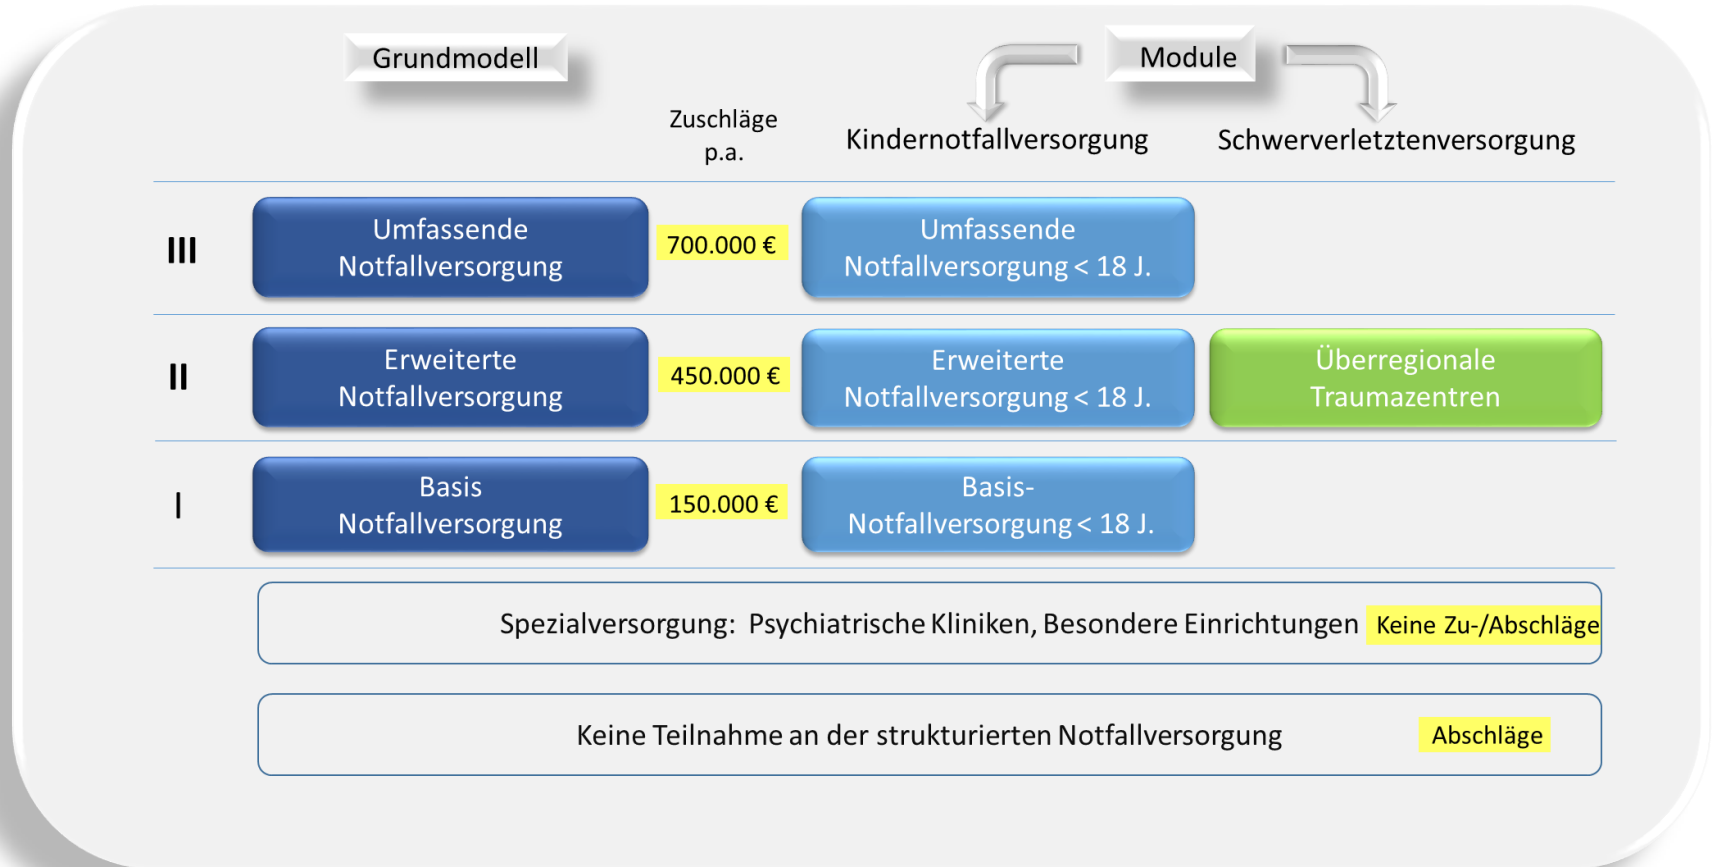 Grundmodell
Module
Zuschläge
p.a.
Kindernotfallversorgung
Schwerverletztenversorgung
III
Umfassende
Notfallversorgung
700.000 €
Umfassende
Notfallversorgung < 18 J.
II
Erweiterte
Notfallversorgung
450.000 €
Erweiterte
Notfallversorgung < 18 J.
Überregionale
Traumazentren
I
Basis
Notfallversorgung
150.000 €
Basis-
Notfallversorgung < 18 J.
Spezialversorgung: Psychiatrische Kliniken, Besondere Einrichtungen Keine Zu-/Abschläge
Keine Teilnahme an der strukturierten Notfallversorgung Abschläge